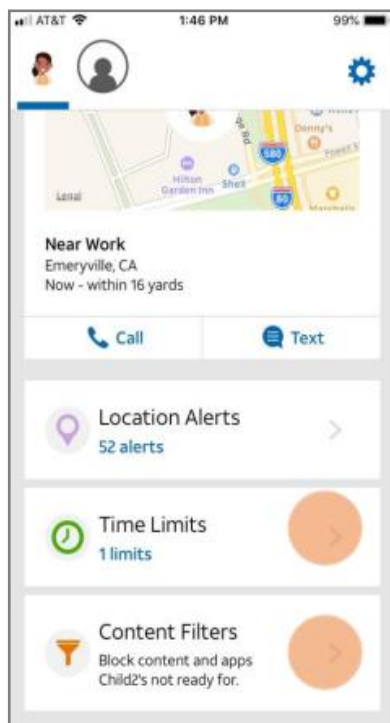 AT&T 1:46 PM 99%
Denny's
580
Hilton
Garden Inn
Shell
80
Legal
Near Work
Emeryville, CA
Now - within 16 yards
Call Text
Location Alerts
52 alerts
Time Limits
1 limits
Content Filters
Block content and apps
Child2's not ready for.